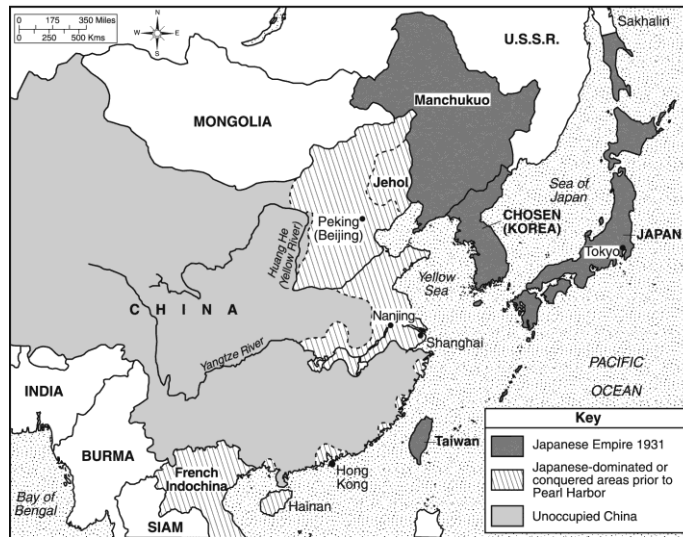 0 175 350 Miles
0 250 500 Kms
N
W E
S
Sakhalin
U.S.S.R.
Manchukuo
MONGOLIA
Jehol
Sea of
Japan
CHOSEN
(KOREA)
JAPAN
Peking
(Beijing)
Tokyo
Huang He
(Yellow River)
Yellow
Sea
C H I N A
Nanjing
Shanghai
Yangtze River
PACIFIC
OCEAN
INDIA
BURMA
Taiwan
French
Indochina
Hong
Kong
Hainan
Bay of
Bengal
SIAM
Key
Japanese Empire 1931
Japanese-dominated or
conquered areas prior to
Pearl Harbor
Unoccupied China